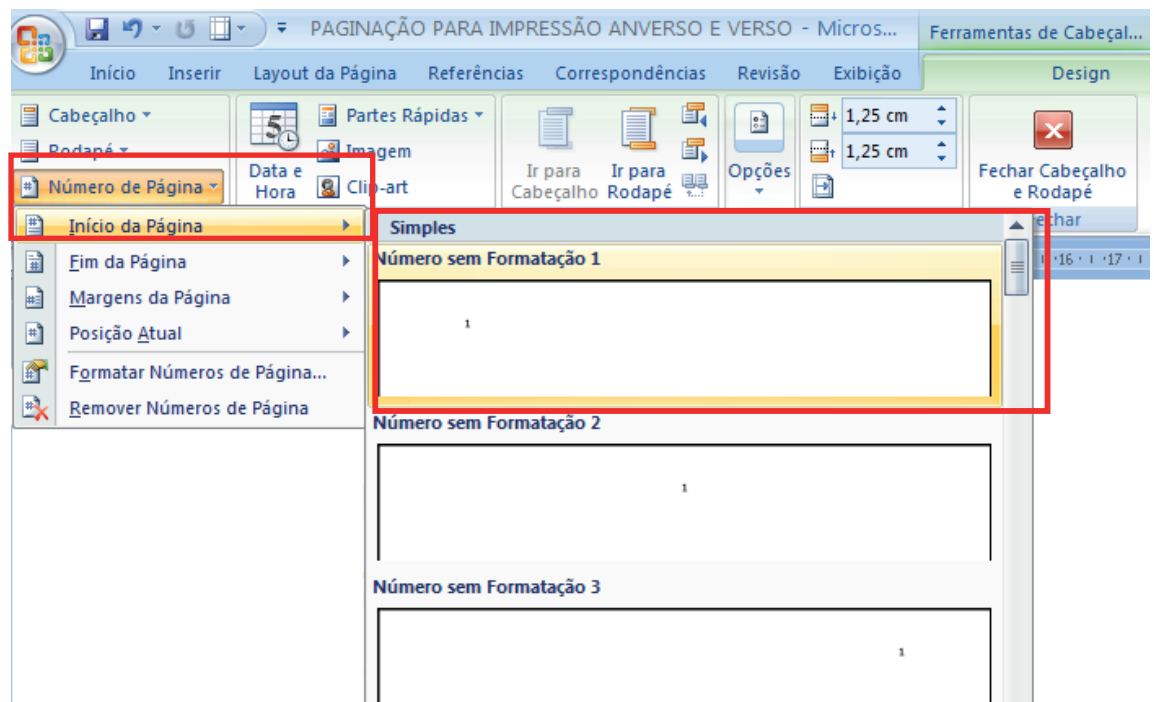 PAGINAÇÃO PARA IMPRESSÃO ANVERSO E VERSO - Micros...
Ferramentas de Cabeçal...
Início Inserir Layout da Página Referências Correspondências Revisão Exibição Design
Cabeçalho
Rodapé
Número de Página
5
Data e
Hora
Partes Rápidas
Imagem
Clip-art
Ir para
Cabeçalho
Ir para
Rodapé
Opções
1,25 cm
1,25 cm
Fechar Cabeçalho
e Rodapé
echar
16 17
Início da Página
Fim da Página
Margens da Página
Posição Atual
Formatar Números de Página...
Remover Números de Página
Simples
Número sem Formatação 1
1
Número sem Formatação 2
1
Número sem Formatação 3
1